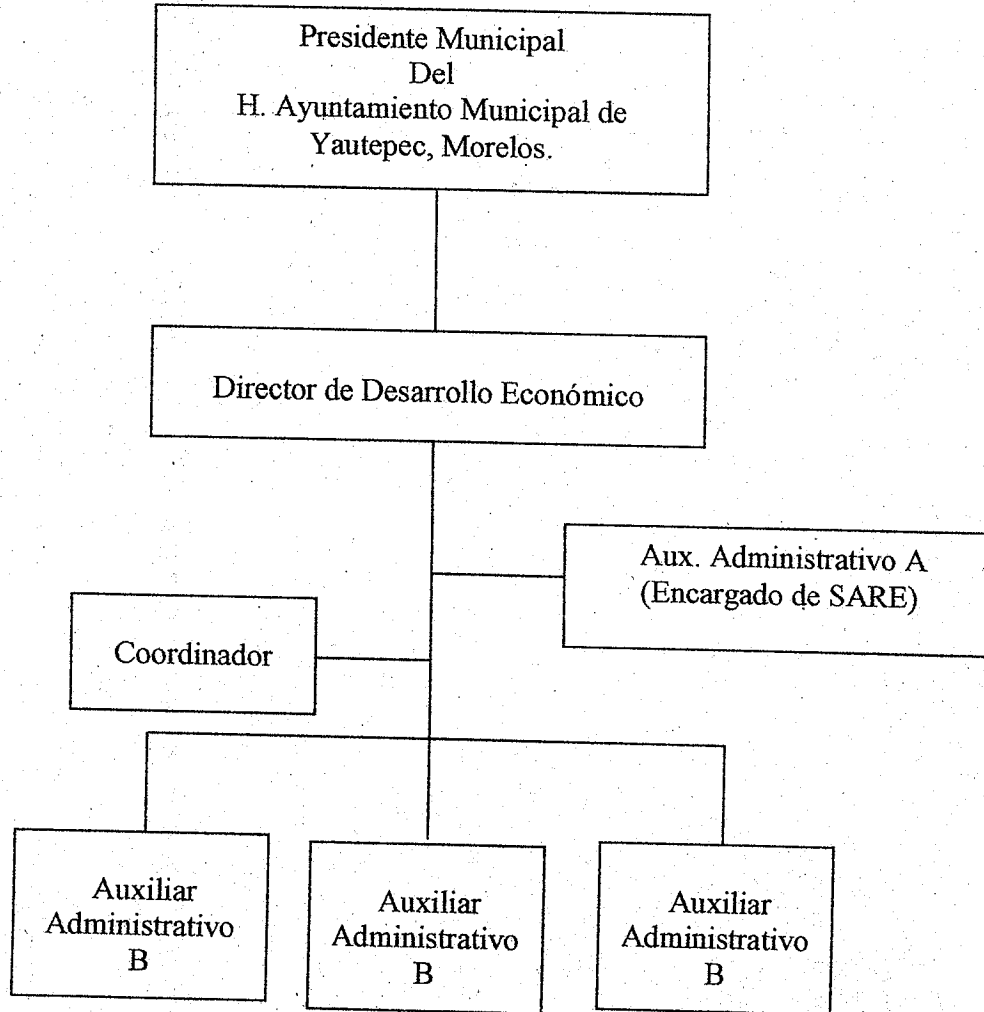 Presidente Municipal
Del
H. Ayuntamiento Municipal de
Yautepec, Morelos.
Director de Desarrollo Económico
Aux. Administrativo A
(Encargado de SARE)
Coordinador
Auxiliar
Administrativo
B
Auxiliar
Administrativo
B
Auxiliar
Administrativo
B